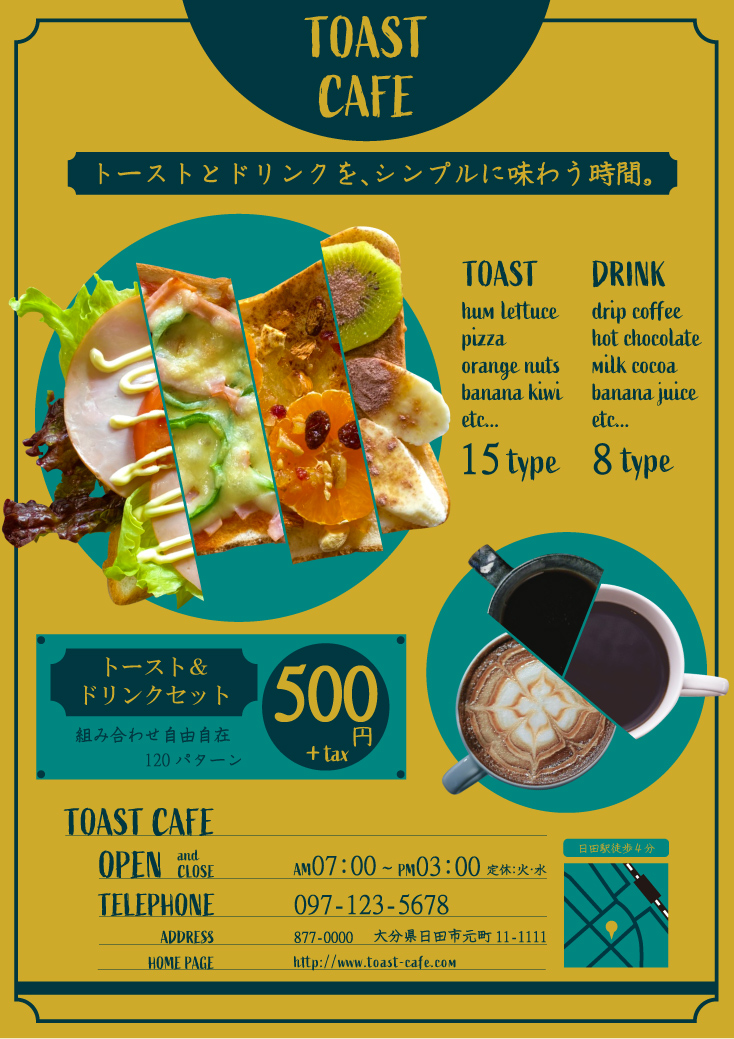 TOAST
CAFE
トーストとドリンクを、シンプルに味わう時間。
TOAST
hum lettuce
pizza
orange nuts
banana kiwi
etc...
15 type
DRINK
drip coffee
hot chocolate
milk cocoa
banana juice
etc...
8 type
トースト&
ドリンクセット
組み合わせ自由自在
120 パターン
500
円
+tax
TOAST CAFE
OPEN and CLOSE AM07:00 ~ PM03:00 定休:火・水
TELEPHONE 097-123-5678
ADDRESS 877-0000 大分県日田市元町 11-1111
HOME PAGE http://www.toast-cafe.com
日田駅徒歩4分